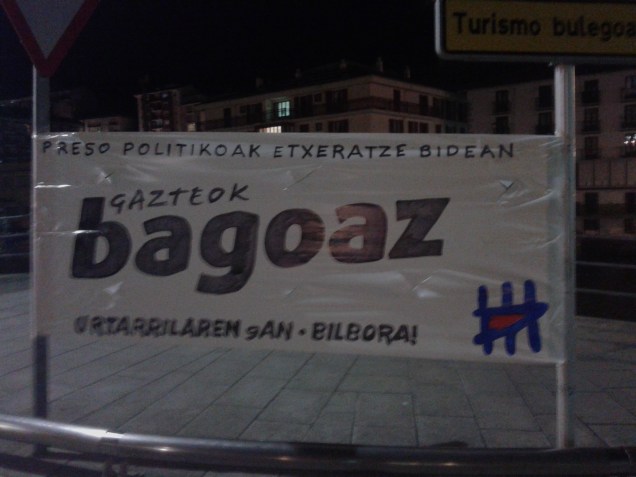 Turismo bulegoa
PRESO POLITIKOAK ETXERATZE BIDEAN
GAZTEOK
bagoaz
URTARRILAREN 9AN · BILBORA!